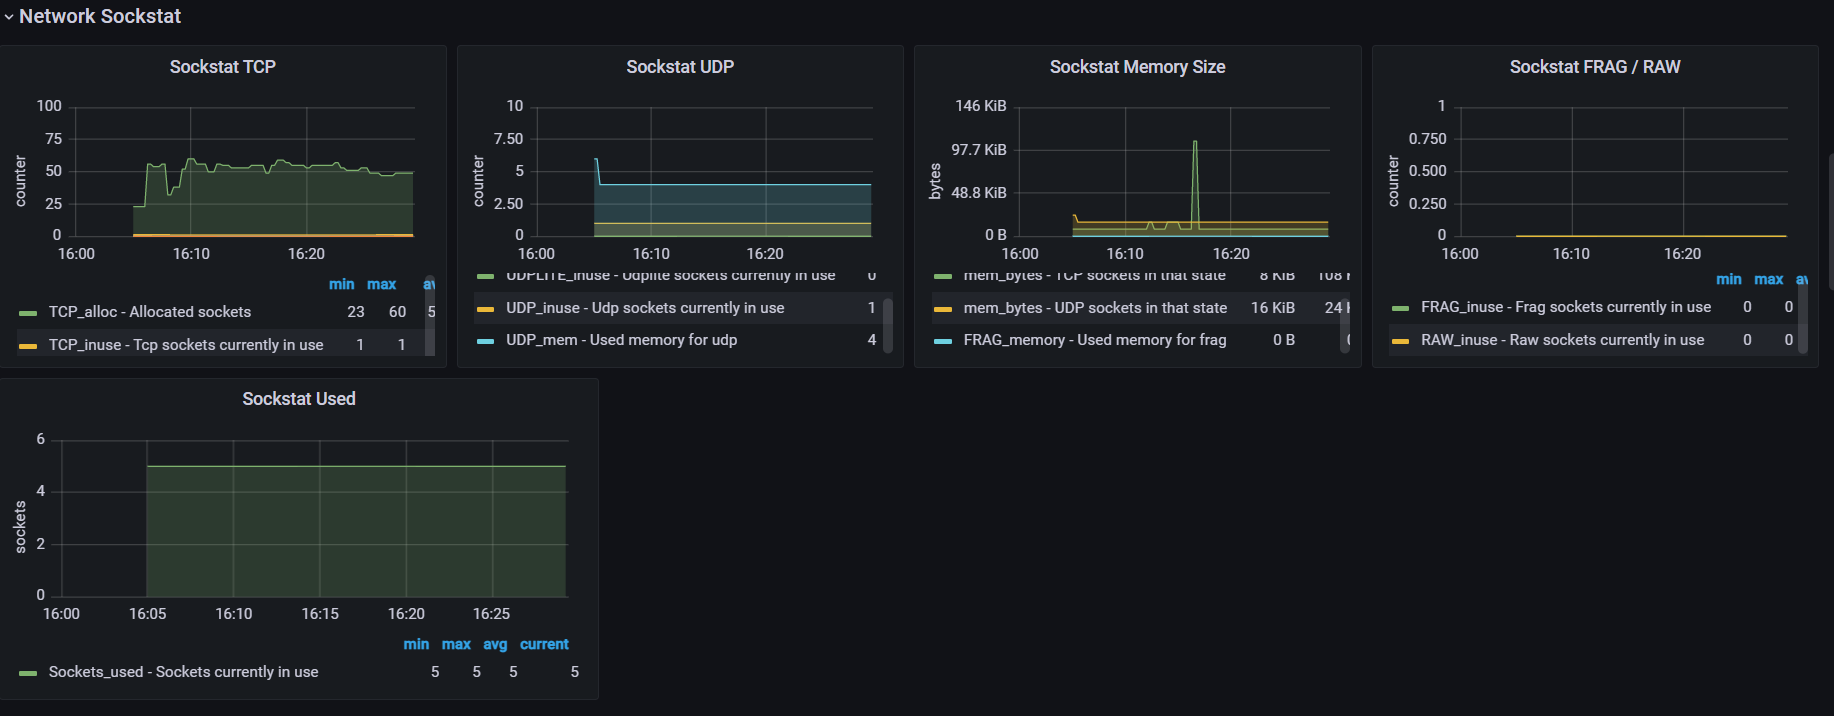 Network Sockstat
Sockstat TCP
100
75
50
25
0
counter
16:00 16:10 16:20
min max
TCP_alloc - Allocated sockets 23 60 5
TCP_inuse - Tcp sockets currently in use 1 1
Sockstat UDP
10
7.50
5
2.50
0
counter
16:00 16:10 16:20
UDPLITE_inuse - Udplite sockets currently in use 0
UDP_inuse - Udp sockets currently in use 1
UDP_mem - Used memory for udp 4
Sockstat Memory Size
146 KiB
97.7 KiB
48.8 KiB
0 B
bytes
16:00 16:10 16:20
mem_bytes - TCP sockets in that state 8 KiB 108
mem_bytes - UDP sockets in that state 16 KiB 24
FRAG_memory - Used memory for frag 0 B
Sockstat FRAG / RAW
1
0.750
0.500
0.250
0
counter
16:00 16:10 16:20
min max
FRAG_inuse - Frag sockets currently in use 0 0
RAW_inuse - Raw sockets currently in use 0 0
Sockstat Used
6
4
2
0
sockets
16:00 16:05 16:10 16:15 16:20 16:25
min max avg current
Sockets_used - Sockets currently in use 5 5 5 5